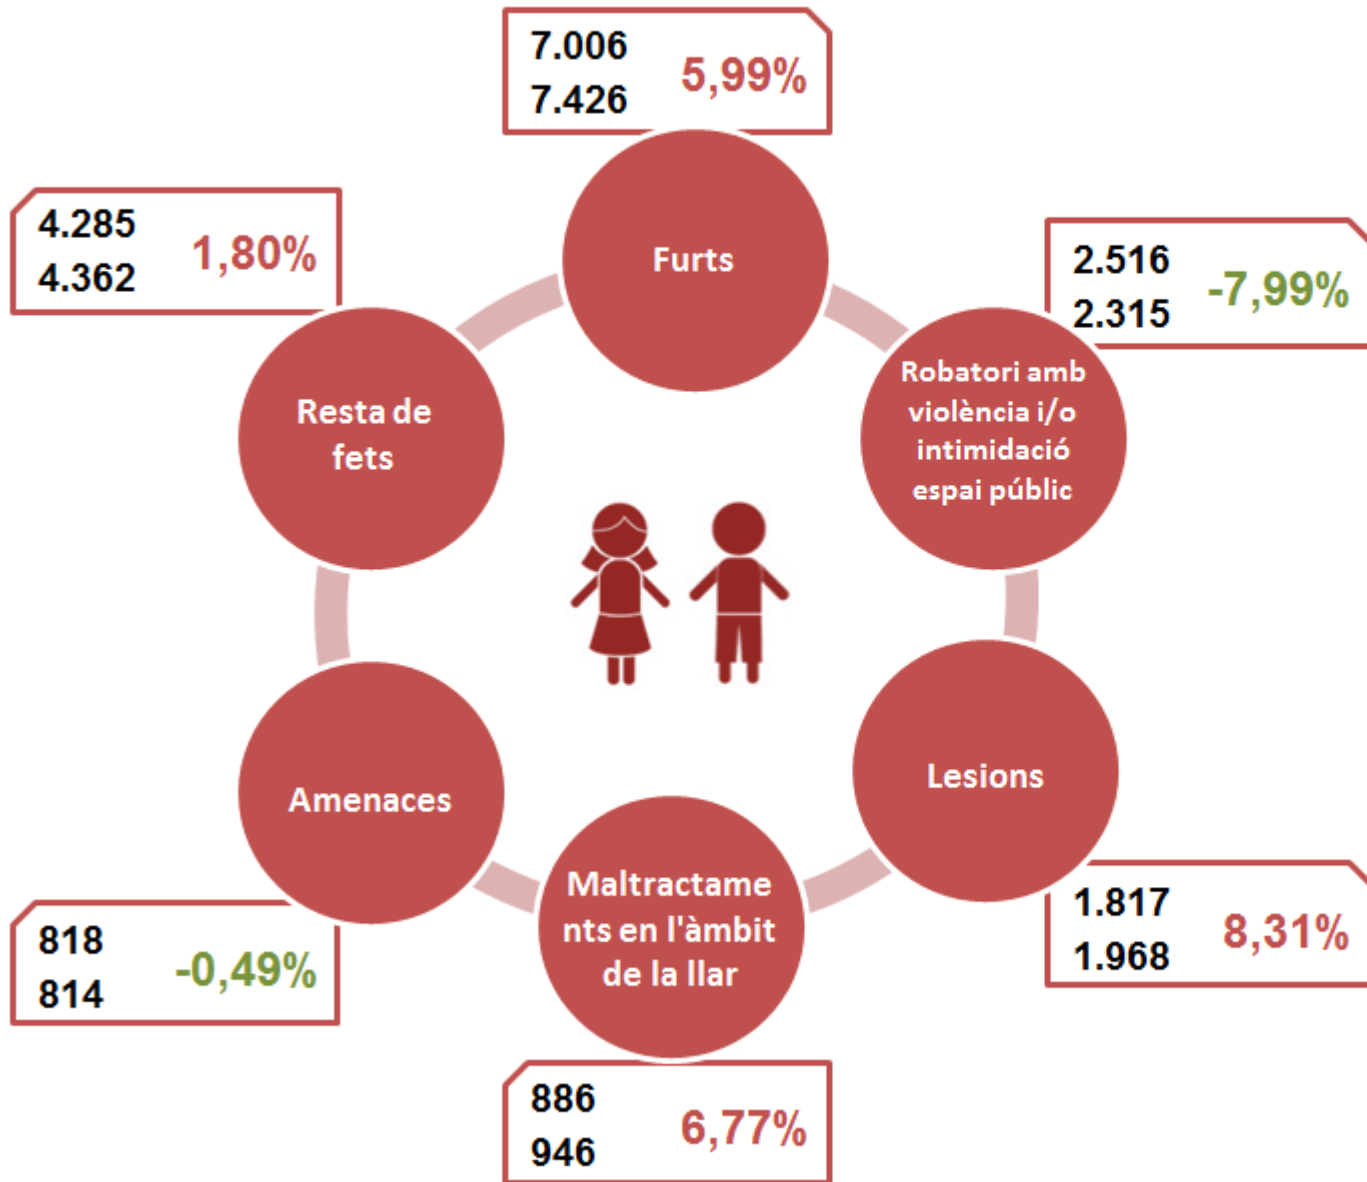 7.006
7.426
5,99%
Furts
2.516
2.315
-7,99%
Robatori amb
violència i/o
intimidació
espai públic
Lesions
1.817
1.968
8,31%
Maltractame
nts en l'àmbit
de la llar
886
946
6,77%
Amenaces
818
814
-0,49%
Resta de
fets
4.285
4.362
1,80%